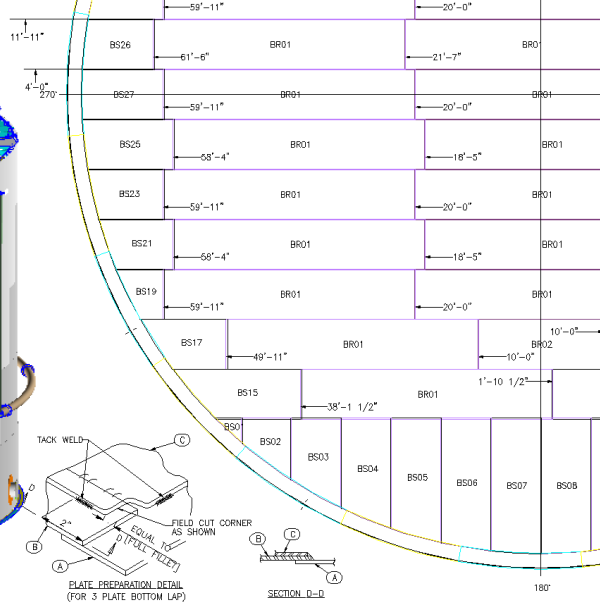 59'-11" 20'-0"
11'-11" BS26 BR01 BR01
61'-6" 21'-7"
4'-0"
270° BS27 BR01 BR01
59'-11" 20'-0"
BS25 BR01 BR01
58'-4" 18'-5"
BS23 BR01 BR01
59'-11" 20'-0"
BS21 BR01 BR01
58'-4" 18'-5"
BS19 BR01 BR01
59'-11" 20'-0"
10'-0"
BS17 BR01 BR02
49'-11" 10'-0"
1'-10 1/2"
BS15 BR01
38'-1 1/2"
BS01
BS02 BS03 BS04 BS05 BS06 BS07 BS08
TACK WELD
C
D
2"
FIELD CUT CORNER
AS SHOWN
EQUAL TO
D (FULL FILLET)
B
A
PLATE PREPARATION DETAIL
(FOR 3 PLATE BOTTOM LAP)
C
B
A
SECTION D-D
180°